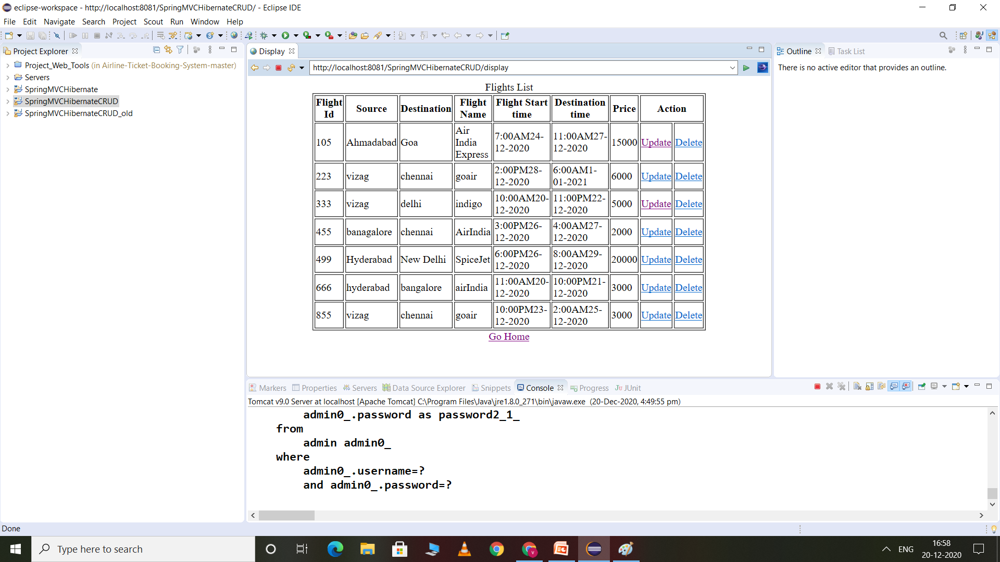 eclipse-workspace - http://localhost:8081/SpringMVCHibernateCRUD/ - Eclipse IDE
File Edit Navigate Search Project Scout Run Window Help
Project Explorer
Project_Web_Tools (in Airline-Ticket-Booking-System-master)
Servers
SpringMVCHibernate
SpringMVCHibernateCRUD
SpringMVCHibernateCRUD_old
Display
http://localhost:8081/SpringMVCHibernateCRUD/display
Flights List
Flight Id Source Destination Flight Name Flight Start time Destination time Price Action
105 Ahmadabad Goa Air India Express 7:00AM24-12-2020 11:00AM27-12-2020 15000 Update Delete
223 vizag chennai goair 2:00PM28-12-2020 6:00AM1-01-2021 6000 Update Delete
333 vizag delhi indigo 10:00AM20-12-2020 11:00PM22-12-2020 5000 Update Delete
455 banagalore chennai AirIndia 3:00PM26-12-2020 4:00AM27-12-2020 2000 Update Delete
499 Hyderabad New Delhi SpiceJet 6:00PM26-12-2020 8:00AM29-12-2020 20000 Update Delete
666 hyderabad bangalore airIndia 11:00AM20-12-2020 10:00PM21-12-2020 3000 Update Delete
855 vizag chennai goair 10:00PM23-12-2020 2:00AM25-12-2020 3000 Update Delete
Go Home
Outline Task List
There is no active editor that provides an outline.
Markers Properties Servers Data Source Explorer Snippets Console Progress JUnit
Tomcat v9.0 Server at localhost [Apache Tomcat] C:\Program Files\Java\jre1.8.0_271\bin\javaw.exe (20-Dec-2020, 4:49:55 pm)
admin0_.password as password2_1_
from
admin admin0_
where
admin0_.username=?
and admin0_.password=?
Done
Type here to search
ENG
16:58
20-12-2020